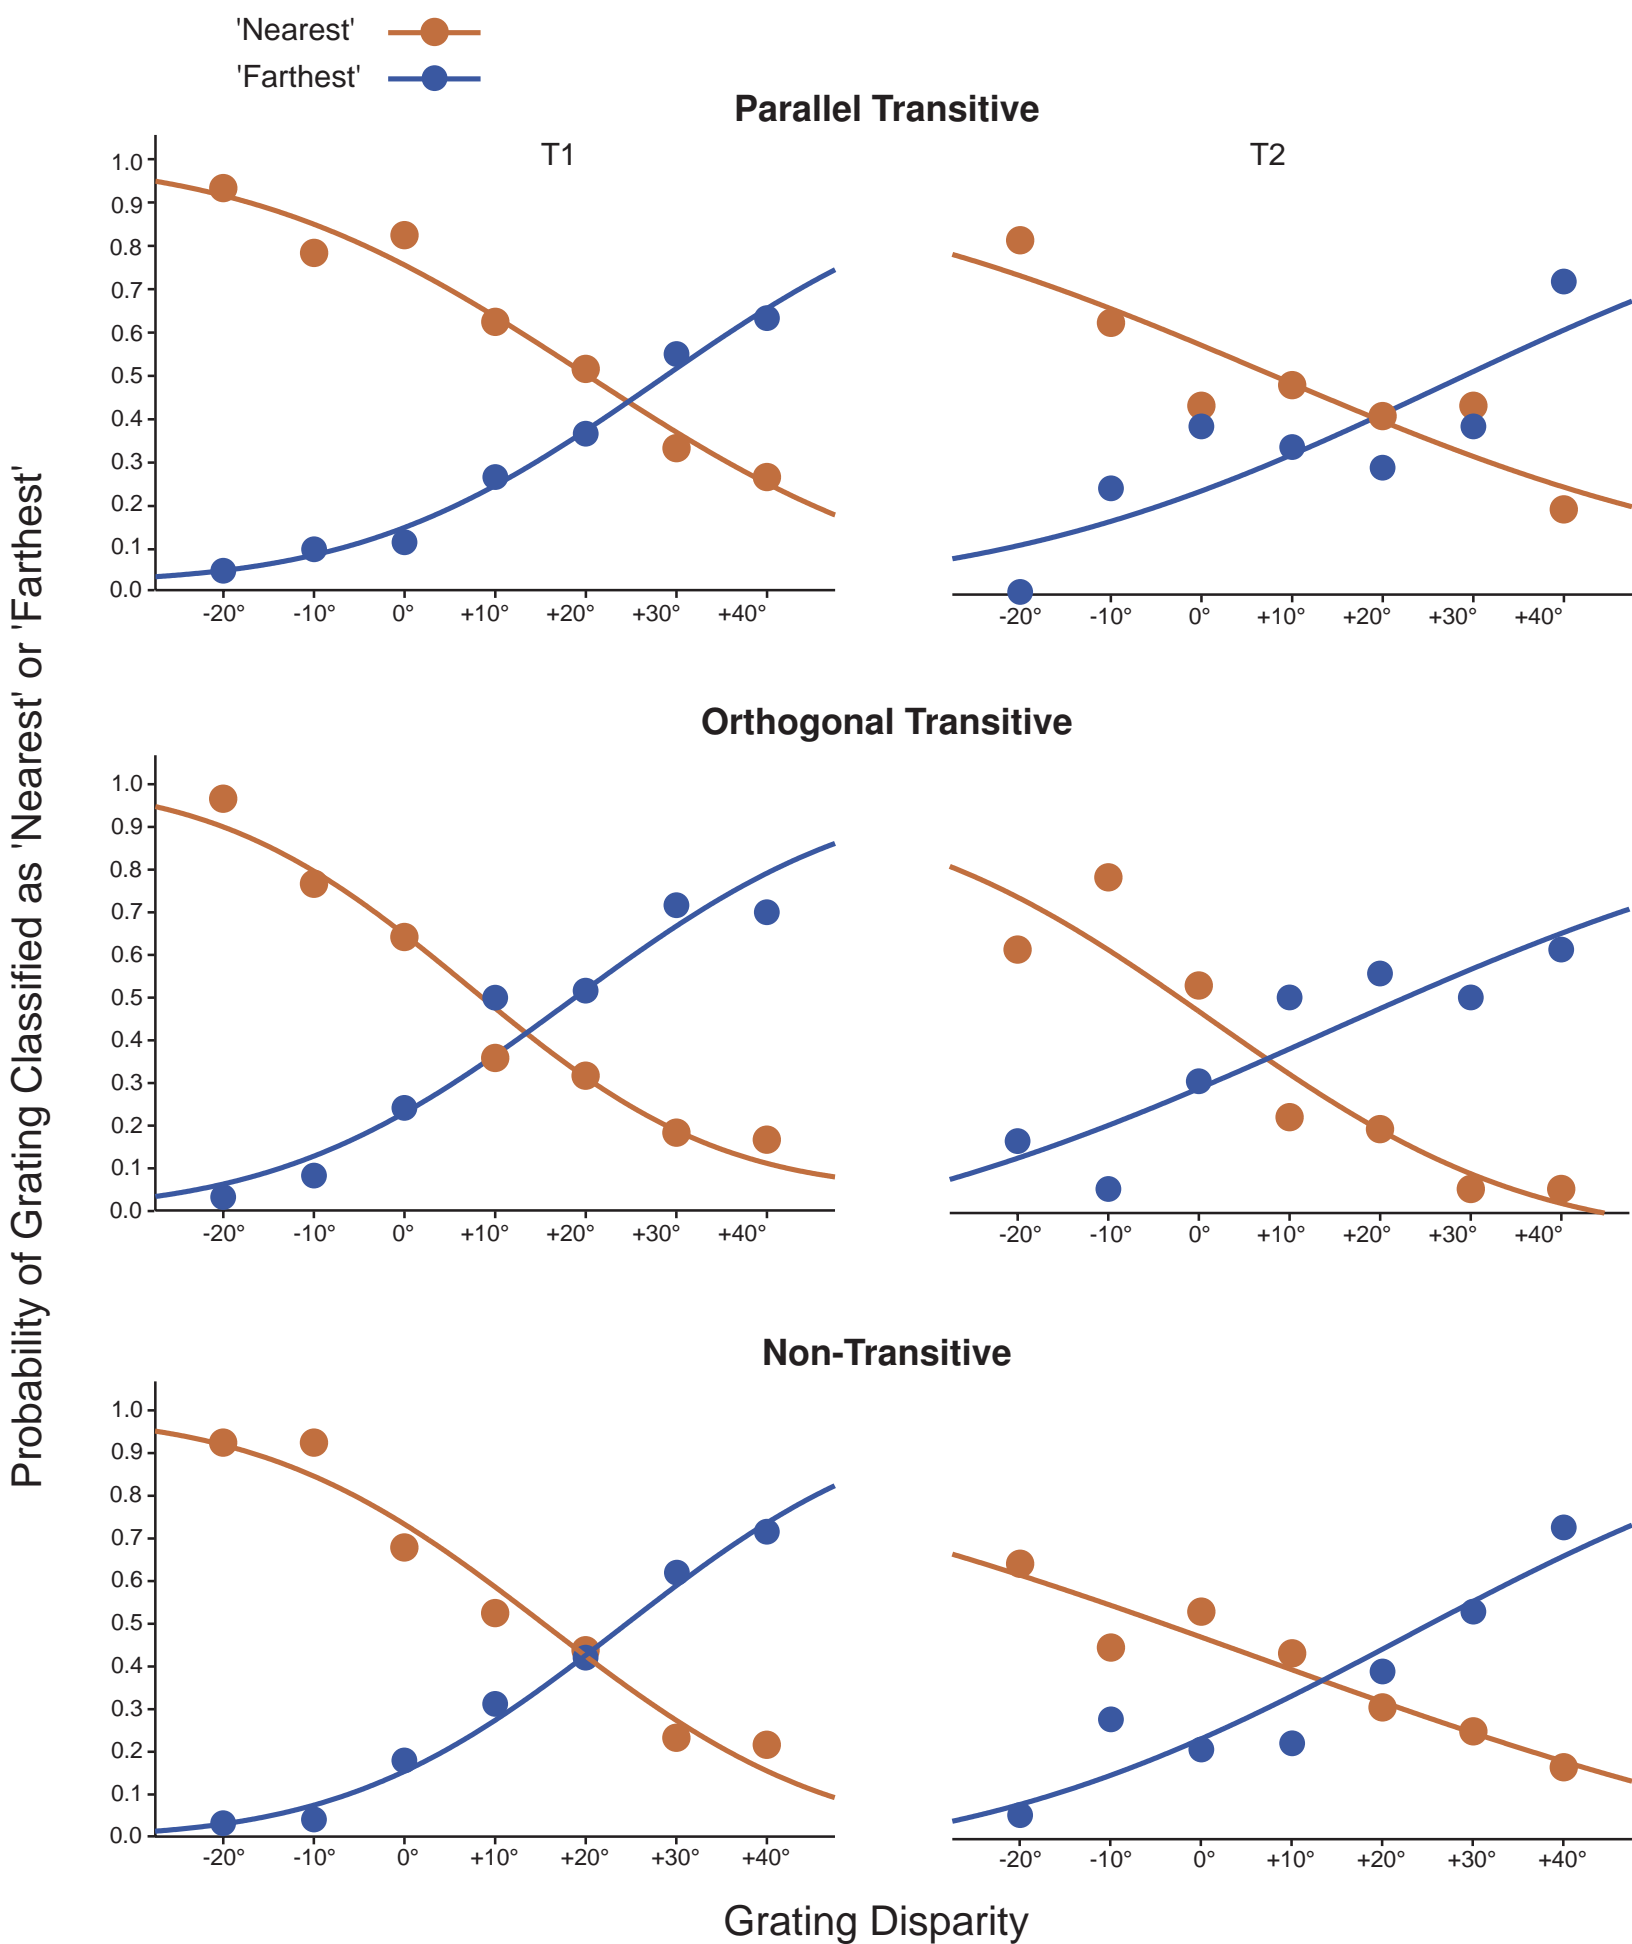 'Nearest'
'Farthest'
Parallel Transitive
T1 T2
1.0
0.9
0.8
0.7
0.6
0.5
0.4
0.3
0.2
0.1
0.0
-20° -10° 0° +10° +20° +30° +40°
-20° -10° 0° +10° +20° +30° +40°
Orthogonal Transitive
1.0
0.9
0.8
0.7
0.6
0.5
0.4
0.3
0.2
0.1
0.0
-20° -10° 0° +10° +20° +30° +40°
-20° -10° 0° +10° +20° +30° +40°
Non-Transitive
1.0
0.9
0.8
0.7
0.6
0.5
0.4
0.3
0.2
0.1
0.0
-20° -10° 0° +10° +20° +30° +40°
-20° -10° 0° +10° +20° +30° +40°
Probability of Grating Classified as 'Nearest' or 'Farthest'
Grating Disparity